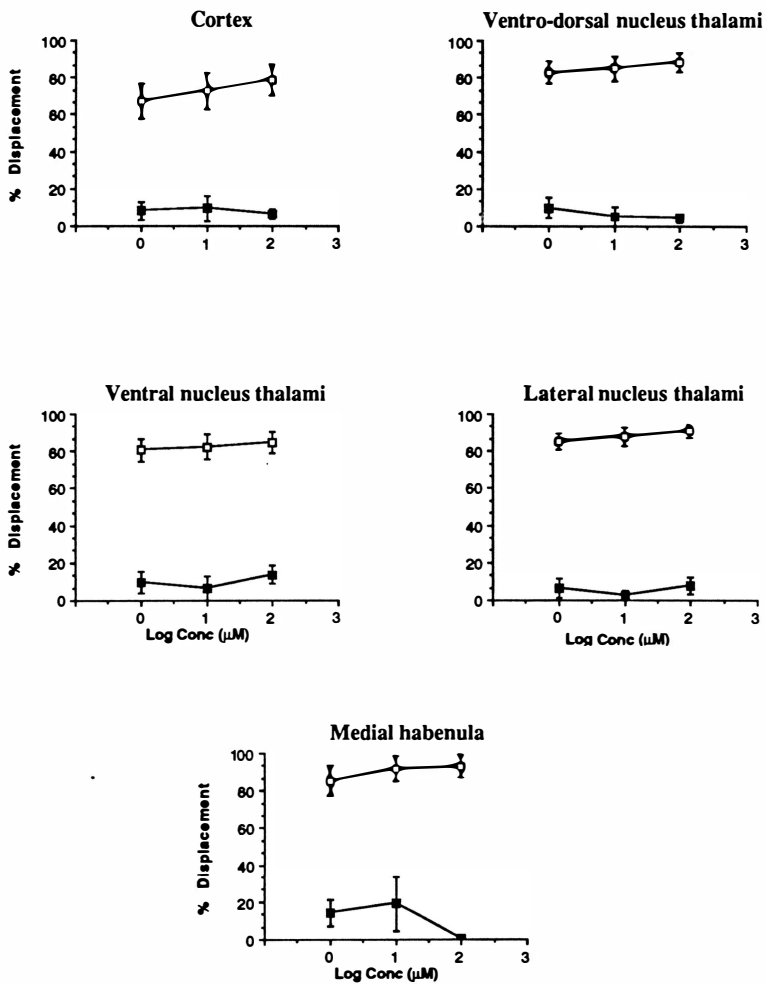 Cortex
100
80
60
40
20
0
% Displacement
0 1 2 3
Ventro-dorsal nucleus thalami
100
80
60
40
20
0
0 1 2 3
Ventral nucleus thalami
100
80
60
40
20
0
% Displacement
0 1 2 3
Log Conc (µM)
Lateral nucleus thalami
100
80
60
40
20
0
0 1 2 3
Log Conc (µM)
Medial habenula
100
80
60
40
20
0
% Displacement
0 1 2 3
Log Conc (µM)